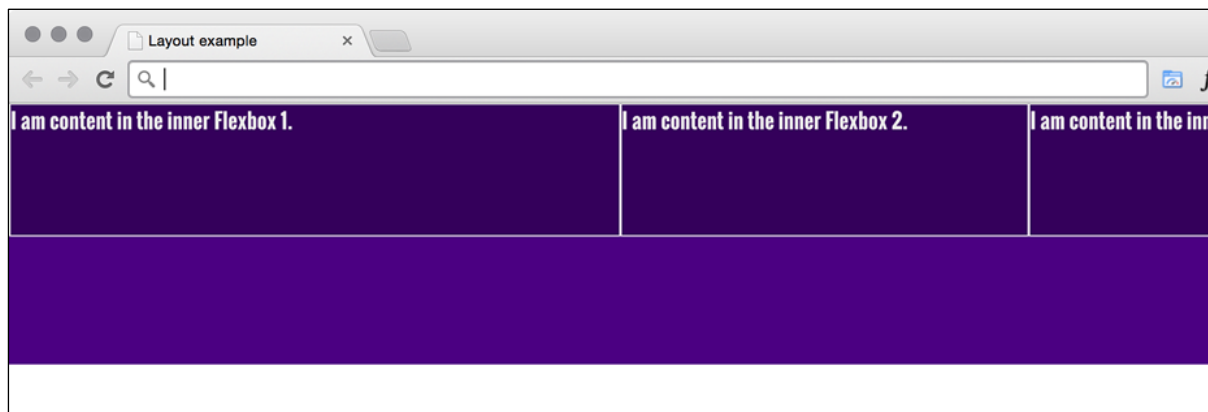 Layout example
I am content in the inner Flexbox 1.
I am content in the inner Flexbox 2.
I am content in the